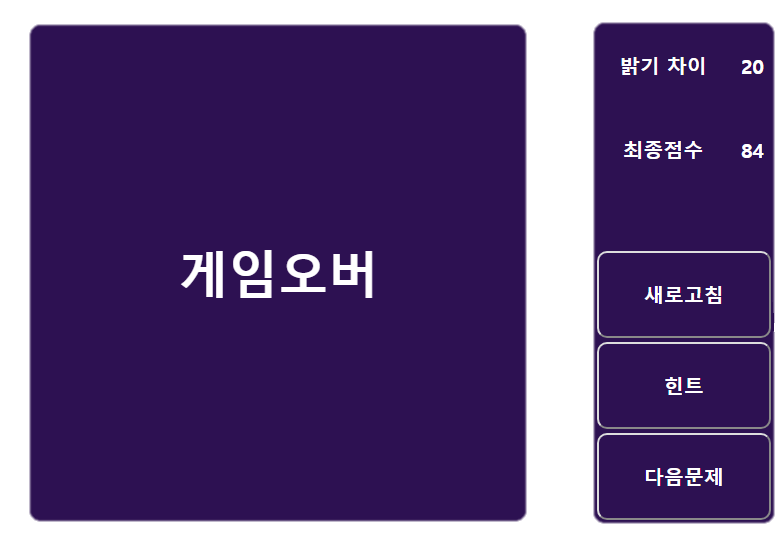 게임오버
밝기 차이 20
최종점수 84
새로고침
힌트
다음문제